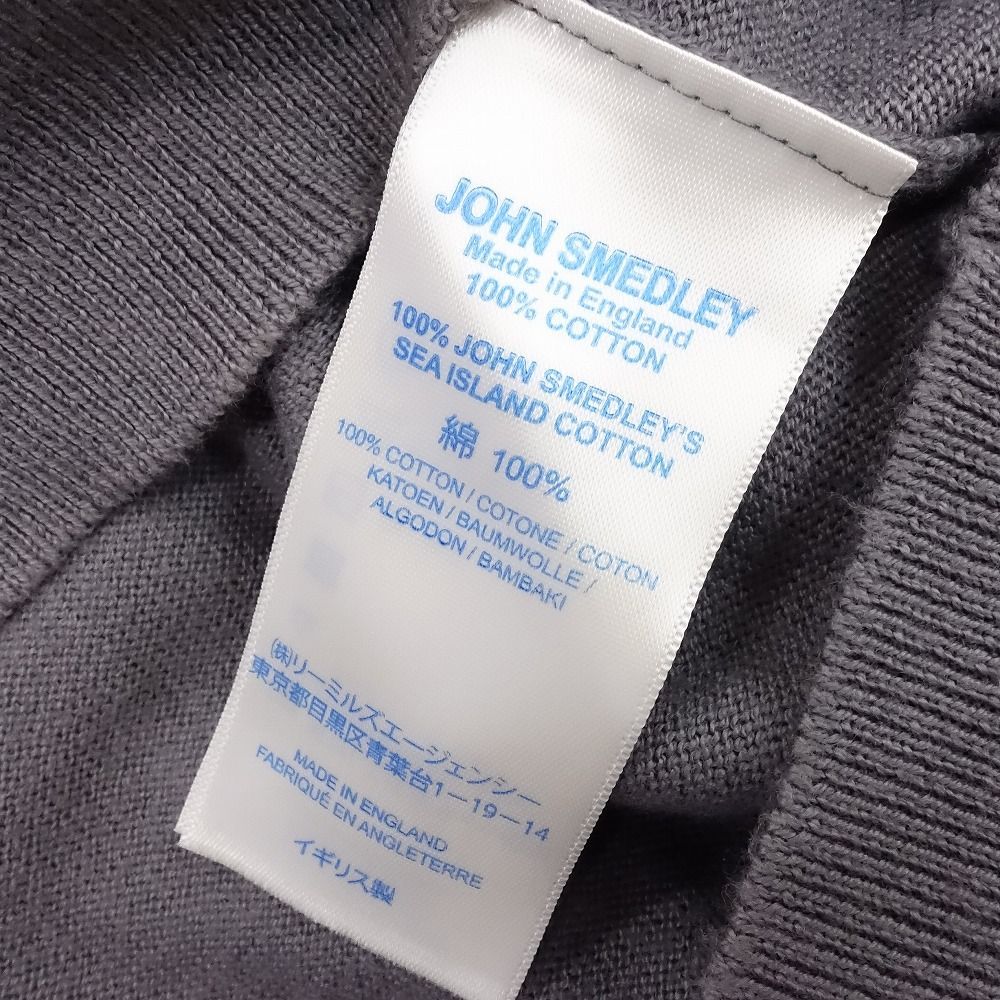 JOHN SMEDLEY
Made in England
100% COTTON
100% JOHN SMEDLEY'S
SEA ISLAND COTTON
綿 100%
100% COTTON / COTONE / COTON
KATOEN / BAUMWOLLE /
ALGODON / BAMBAKI
㈱リーミルズエージェンシー
東京都目黒区青葉台1-19-14
MADE IN ENGLAND
FABRIQUÉ EN ANGLETERRE
イギリス製